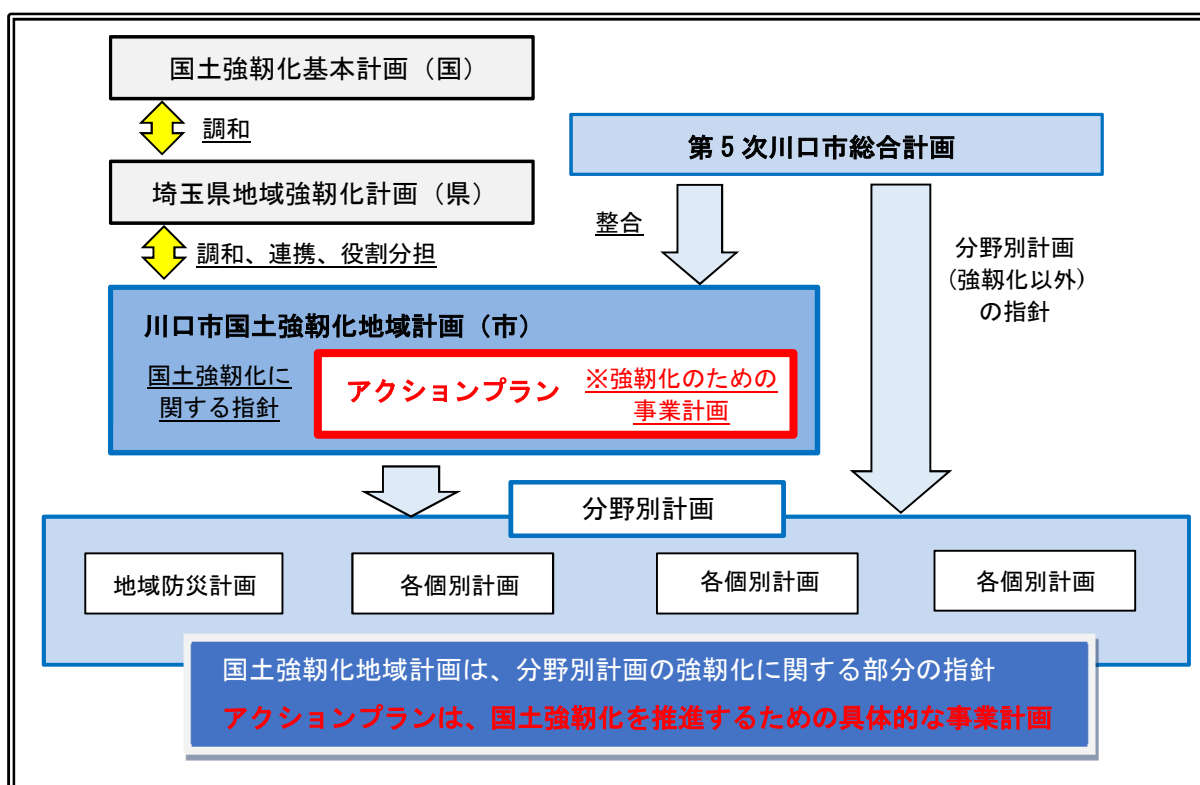 国土強靭化基本計画（国）
調和
第５次川口市総合計画
埼玉県地域強靭化計画（県）
整合
調和、連携、役割分担
分野別計画
(強靱化以外)
の指針
川口市国土強靭化地域計画（市）
国土強靭化に
関する指針
アクションプラン
※強靭化のための
事業計画
分野別計画
地域防災計画
各個別計画
各個別計画
各個別計画
国土強靭化地域計画は、分野別計画の強靭化に関する部分の指針
アクションプランは、国土強靭化を推進するための具体的な事業計画